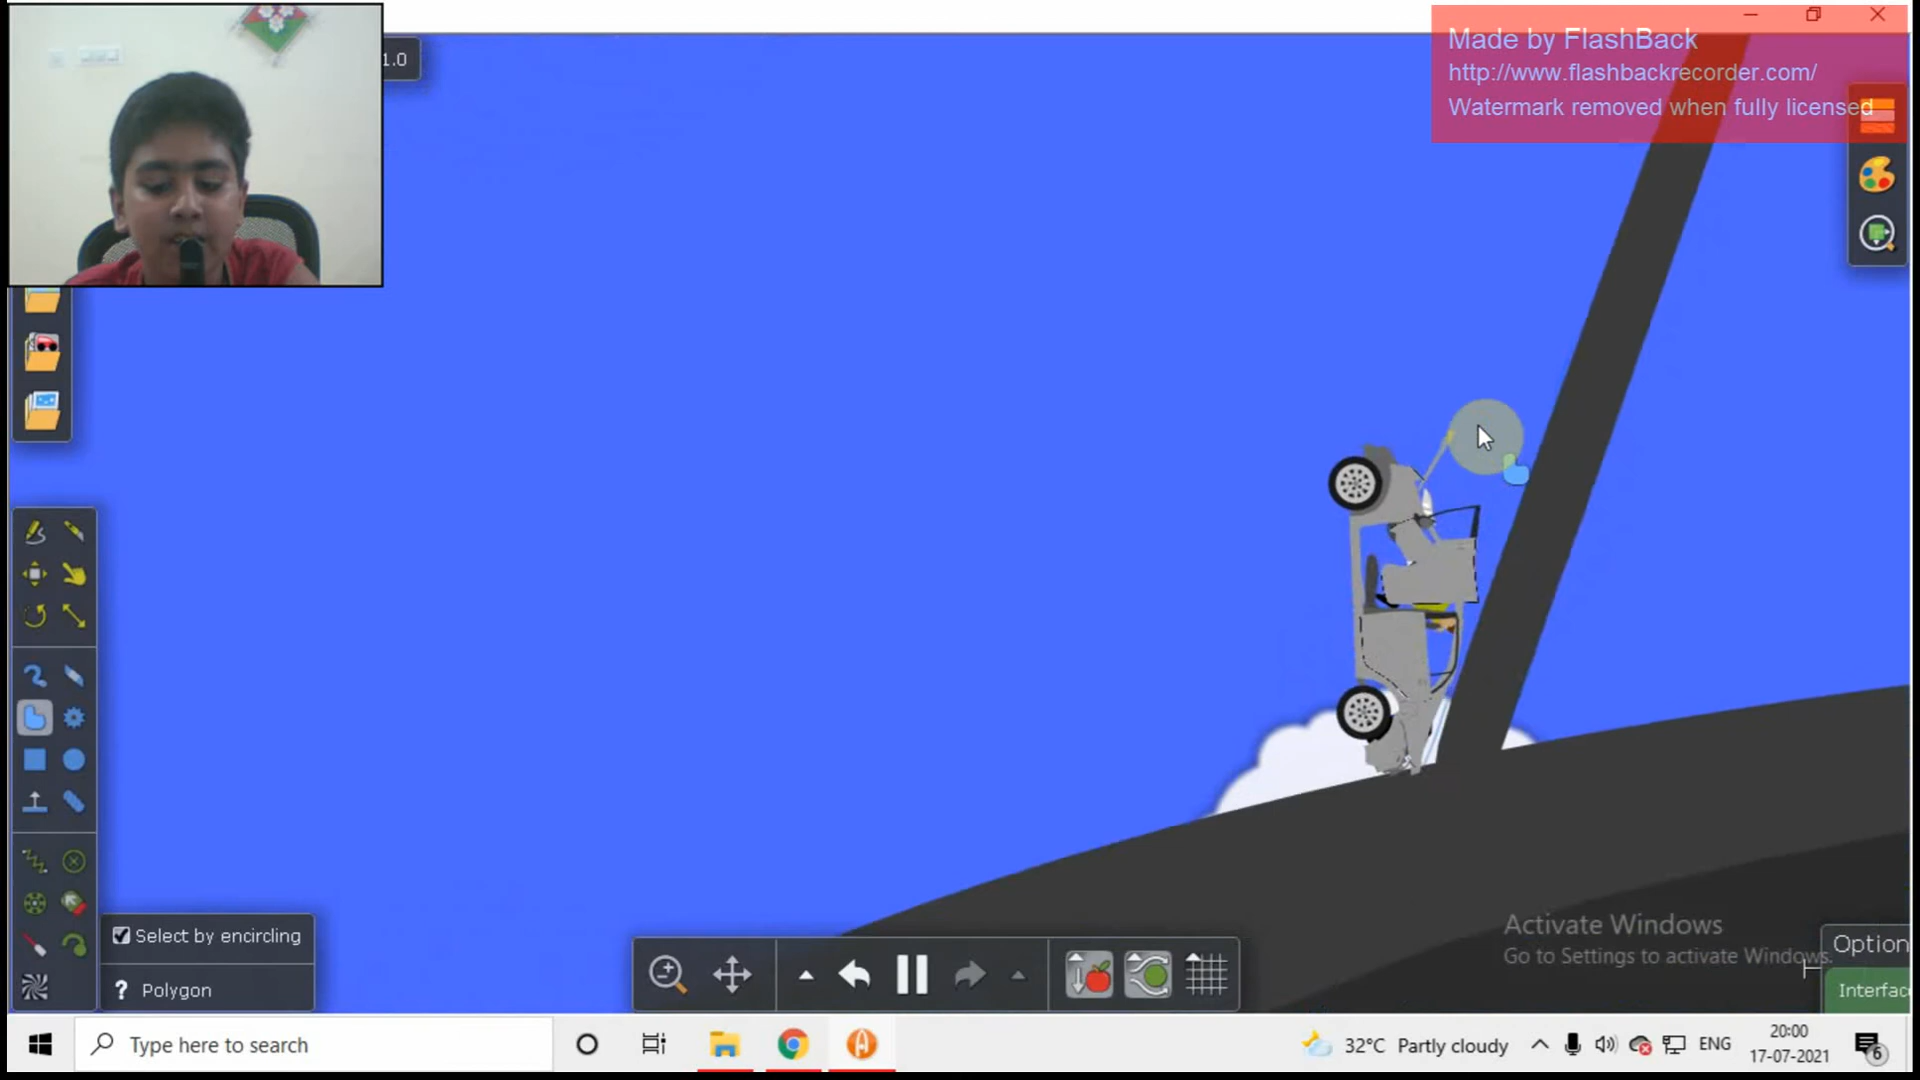 1.0
Made by FlashBack
http://www.flashbackrecorder.com/
Watermark removed when fully licensed
Select by encircling
? Polygon
Activate Windows
Go to Settings to activate Windows.
Option
Interfac
Type here to search
32°C Partly cloudy
ENG
20:00
17-07-2021
6